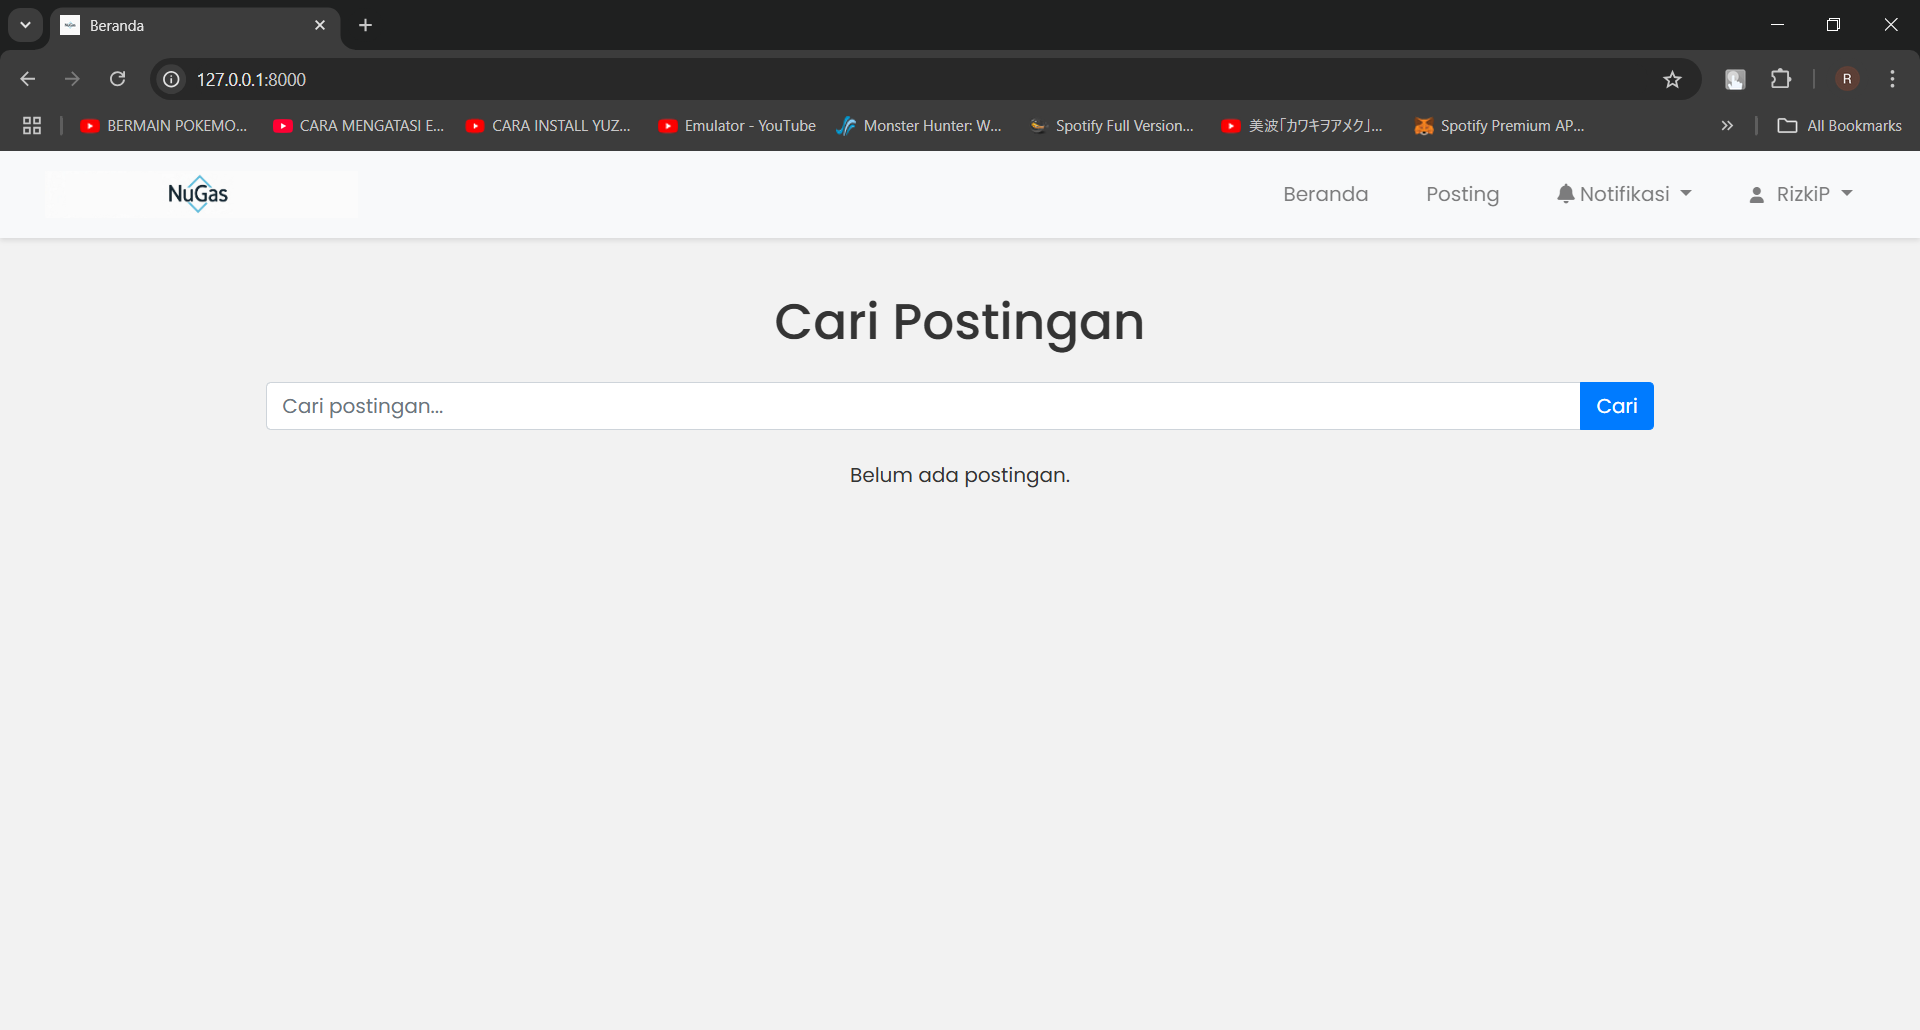 Beranda
127.0.0.1:8000
R
BERMAIN POKEMO...
CARA MENGATASI E...
CARA INSTALL YUZ...
Emulator - YouTube
Monster Hunter: W...
Spotify Full Version...
美波「カワキヲアメク」...
Spotify Premium AP...
All Bookmarks
NuGas
Beranda
Posting
Notifikasi
RizkiP
Cari Postingan
Cari postingan...
Cari
Belum ada postingan.